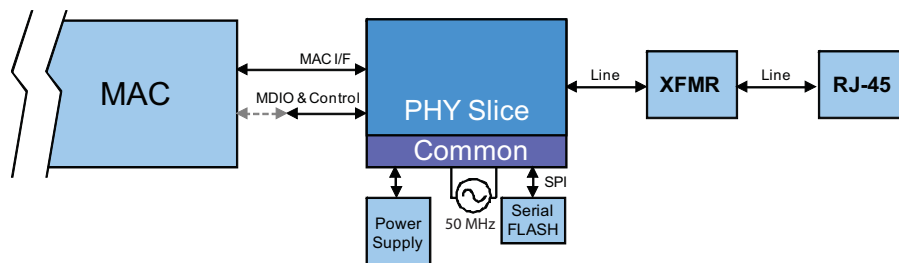 MAC
MAC I/F
MDIO & Control
PHY Slice
Common
Line
XFMR
Line
RJ-45
Power
Supply
50 MHz
SPI
Serial
FLASH